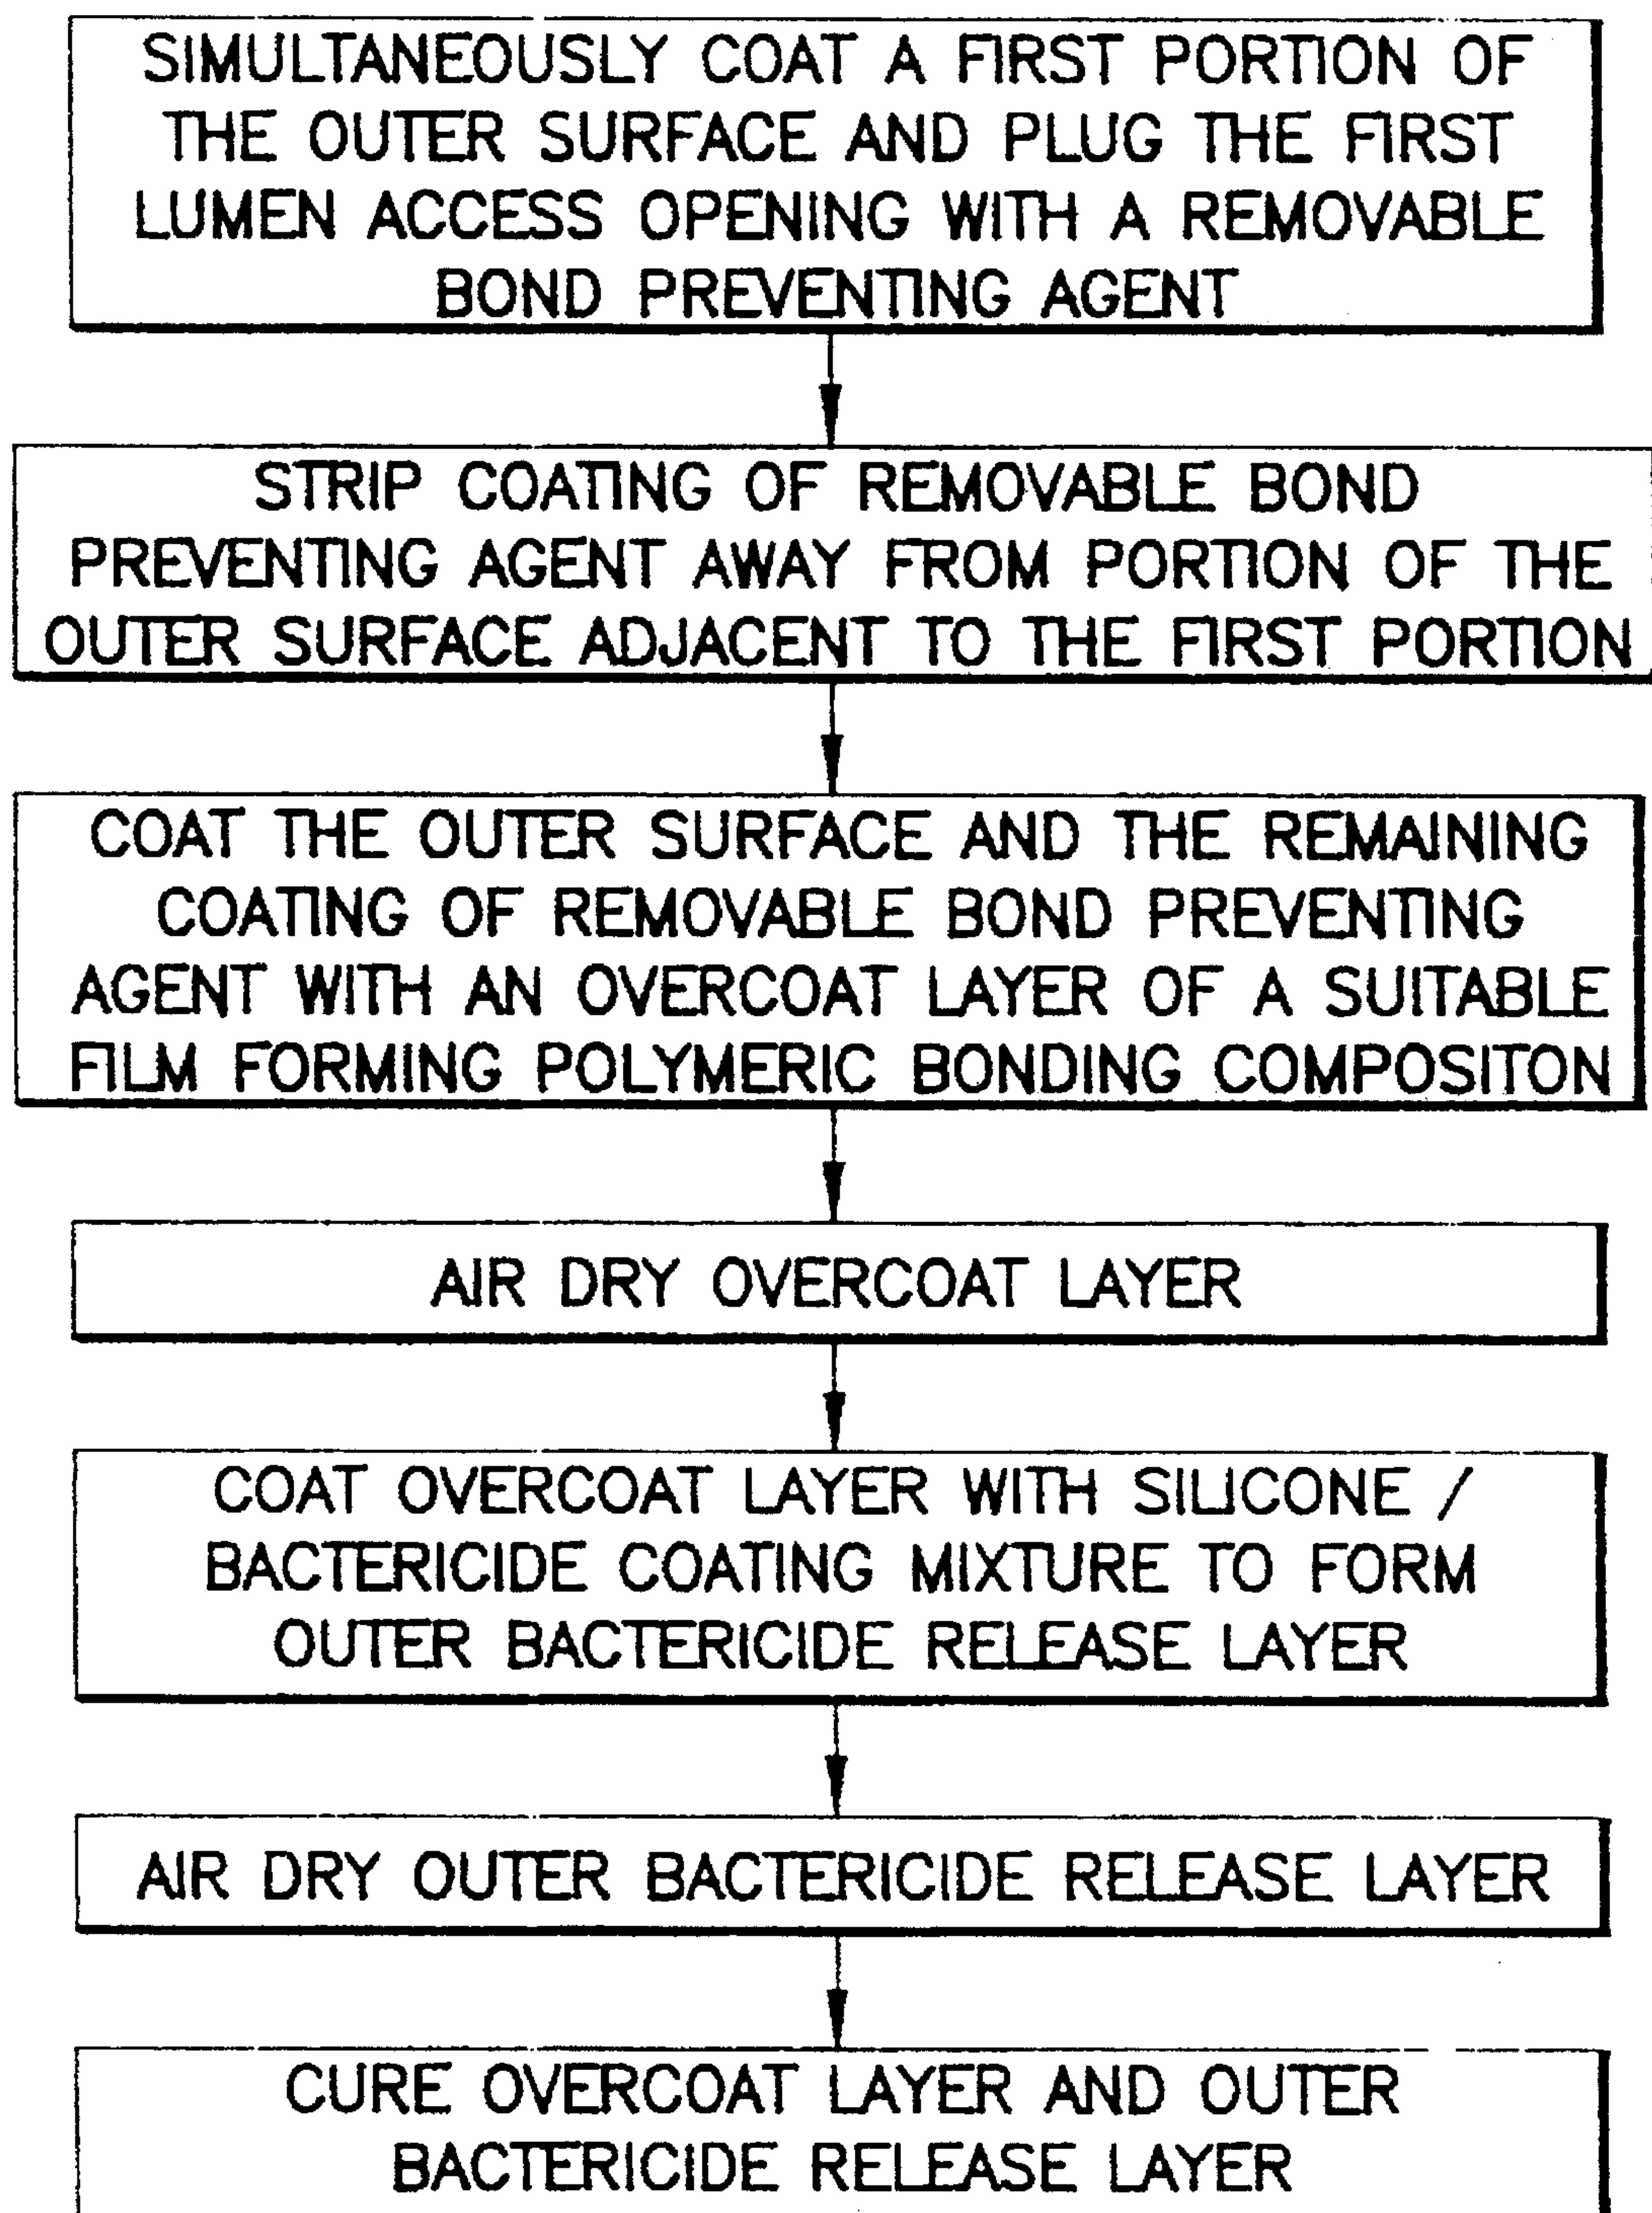 SIMULTANEOUSLY COAT A FIRST PORTION OF
THE OUTER SURFACE AND PLUG THE FIRST
LUMEN ACCESS OPENING WITH A REMOVABLE
BOND PREVENTING AGENT
STRIP COATING OF REMOVABLE BOND
PREVENTING AGENT AWAY FROM PORTION OF THE
OUTER SURFACE ADJACENT TO THE FIRST PORTION
COAT THE OUTER SURFACE AND THE REMAINING
COATING OF REMOVABLE BOND PREVENTING
AGENT WITH AN OVERCOAT LAYER OF A SUITABLE
FILM FORMING POLYMERIC BONDING COMPOSITON
AIR DRY OVERCOAT LAYER
COAT OVERCOAT LAYER WITH SILICONE /
BACTERICIDE COATING MIXTURE TO FORM
OUTER BACTERICIDE RELEASE LAYER
AIR DRY OUTER BACTERICIDE RELEASE LAYER
CURE OVERCOAT LAYER AND OUTER
BACTERICIDE RELEASE LAYER